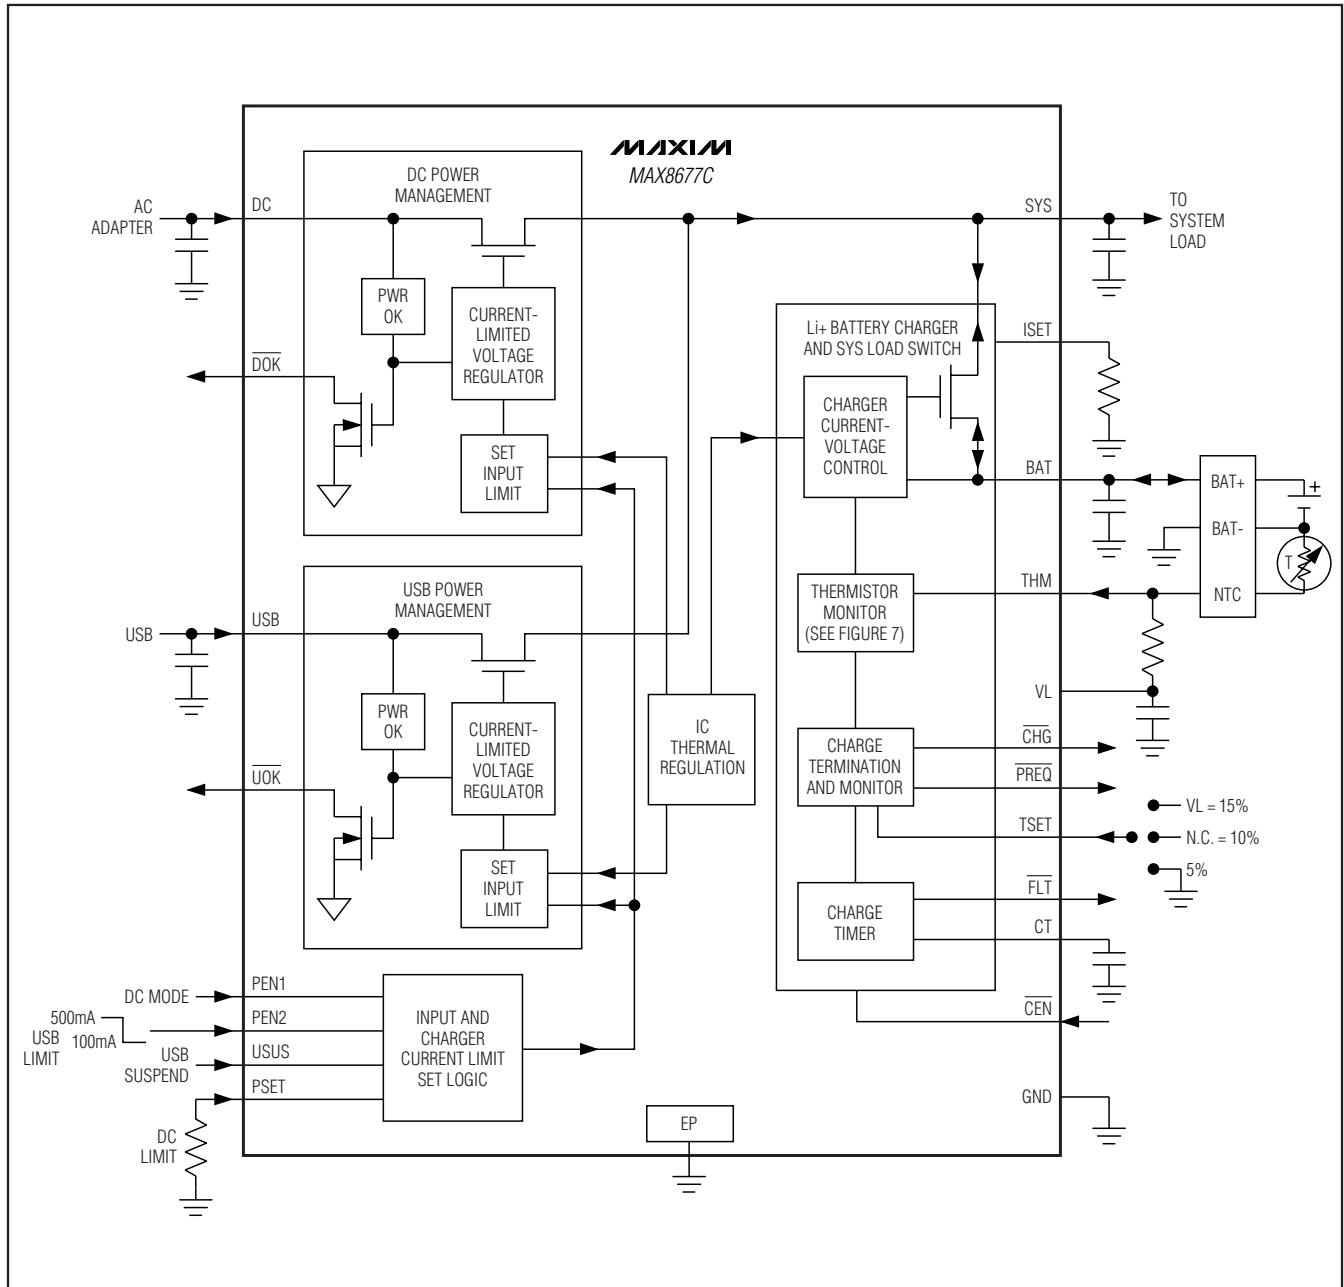 MAXIM
MAX8677C
DC POWER
MANAGEMENT
AC
ADAPTER
DC
PWR
OK
CURRENT-
LIMITED
VOLTAGE
REGULATOR
DOK
SET
INPUT
LIMIT
SYS
TO
SYSTEM
LOAD
Li+ BATTERY CHARGER
AND SYS LOAD SWITCH
ISET
CHARGER
CURRENT-
VOLTAGE
CONTROL
BAT
BAT+
+
BAT-
T
NTC
THM
THERMISTOR
MONITOR
(SEE FIGURE 7)
USB POWER
MANAGEMENT
USB
USB
PWR
OK
CURRENT-
LIMITED
VOLTAGE
REGULATOR
UOK
SET
INPUT
LIMIT
IC
THERMAL
REGULATION
VL
CHG
PREQ
CHARGE
TERMINATION
AND MONITOR
TSET
VL = 15%
N.C. = 10%
5%
FLT
CT
CHARGE
TIMER
CEN
DC MODE
PEN1
500mA
100mA
USB
LIMIT
PEN2
USB
SUSPEND
USUS
PSET
DC
LIMIT
INPUT AND
CHARGER
CURRENT LIMIT
SET LOGIC
EP
GND